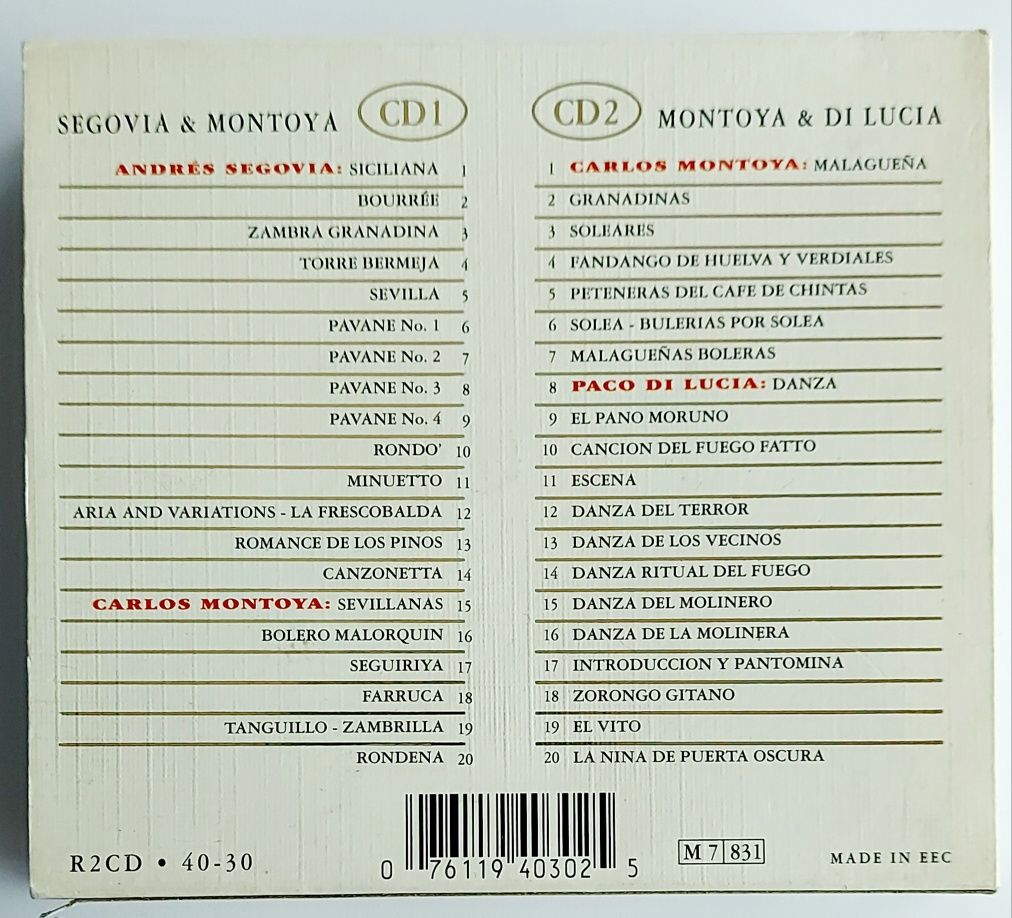 SEGOVIA & MONTOYA CD1
ANDRÉS SEGOVIA: SICILIANA 1
BOURRÉE 2
ZAMBRA GRANADINA 3
TORRE BERMEJA 4
SEVILLA 5
PAVANE No. 1 6
PAVANE No. 2 7
PAVANE No. 3 8
PAVANE No. 4 9
RONDO' 10
MINUETTO 11
ARIA AND VARIATIONS - LA FRESCOBALDA 12
ROMANCE DE LOS PINOS 13
CANZONETTA 14
CARLOS MONTOYA: SEVILLANAS 15
BOLERO MALORQUIN 16
SEGUIRIYA 17
FARRUCA 18
TANGUILLO - ZAMBRILLA 19
RONDENA 20
CD2 MONTOYA & DI LUCIA
1 CARLOS MONTOYA: MALAGUEÑA
2 GRANADINAS
3 SOLEARES
4 FANDANGO DE HUELVA Y VERDIALES
5 PETENERAS DEL CAFE DE CHINTAS
6 SOLEA - BULERIAS POR SOLEA
7 MALAGUEÑAS BOLERAS
8 PACO DI LUCIA: DANZA
9 EL PANO MORUNO
10 CANCION DEL FUEGO FATTO
11 ESCENA
12 DANZA DEL TERROR
13 DANZA DE LOS VECINOS
14 DANZA RITUAL DEL FUEGO
15 DANZA DEL MOLINERO
16 DANZA DE LA MOLINERA
17 INTRODUCCION Y PANTOMINA
18 ZORONGO GITANO
19 EL VITO
20 LA NINA DE PUERTA OSCURA
R2CD • 40-30
0 76119 40302 5
M 7 831
MADE IN EEC